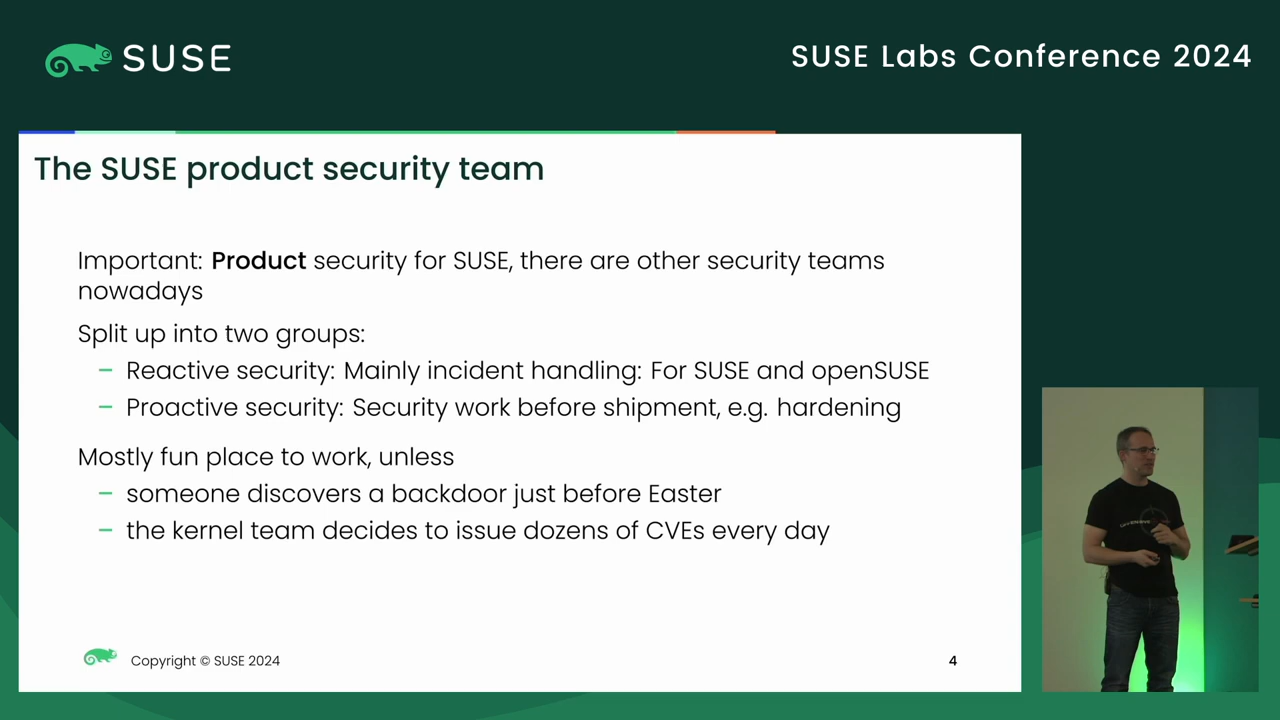 SUSE
SUSE Labs Conference 2024
The SUSE product security team
Important: Product security for SUSE, there are other security teams
nowadays
Split up into two groups:
– Reactive security: Mainly incident handling: For SUSE and openSUSE
– Proactive security: Security work before shipment, e.g. hardening
Mostly fun place to work, unless
– someone discovers a backdoor just before Easter
– the kernel team decides to issue dozens of CVEs every day
Copyright © SUSE 2024
4